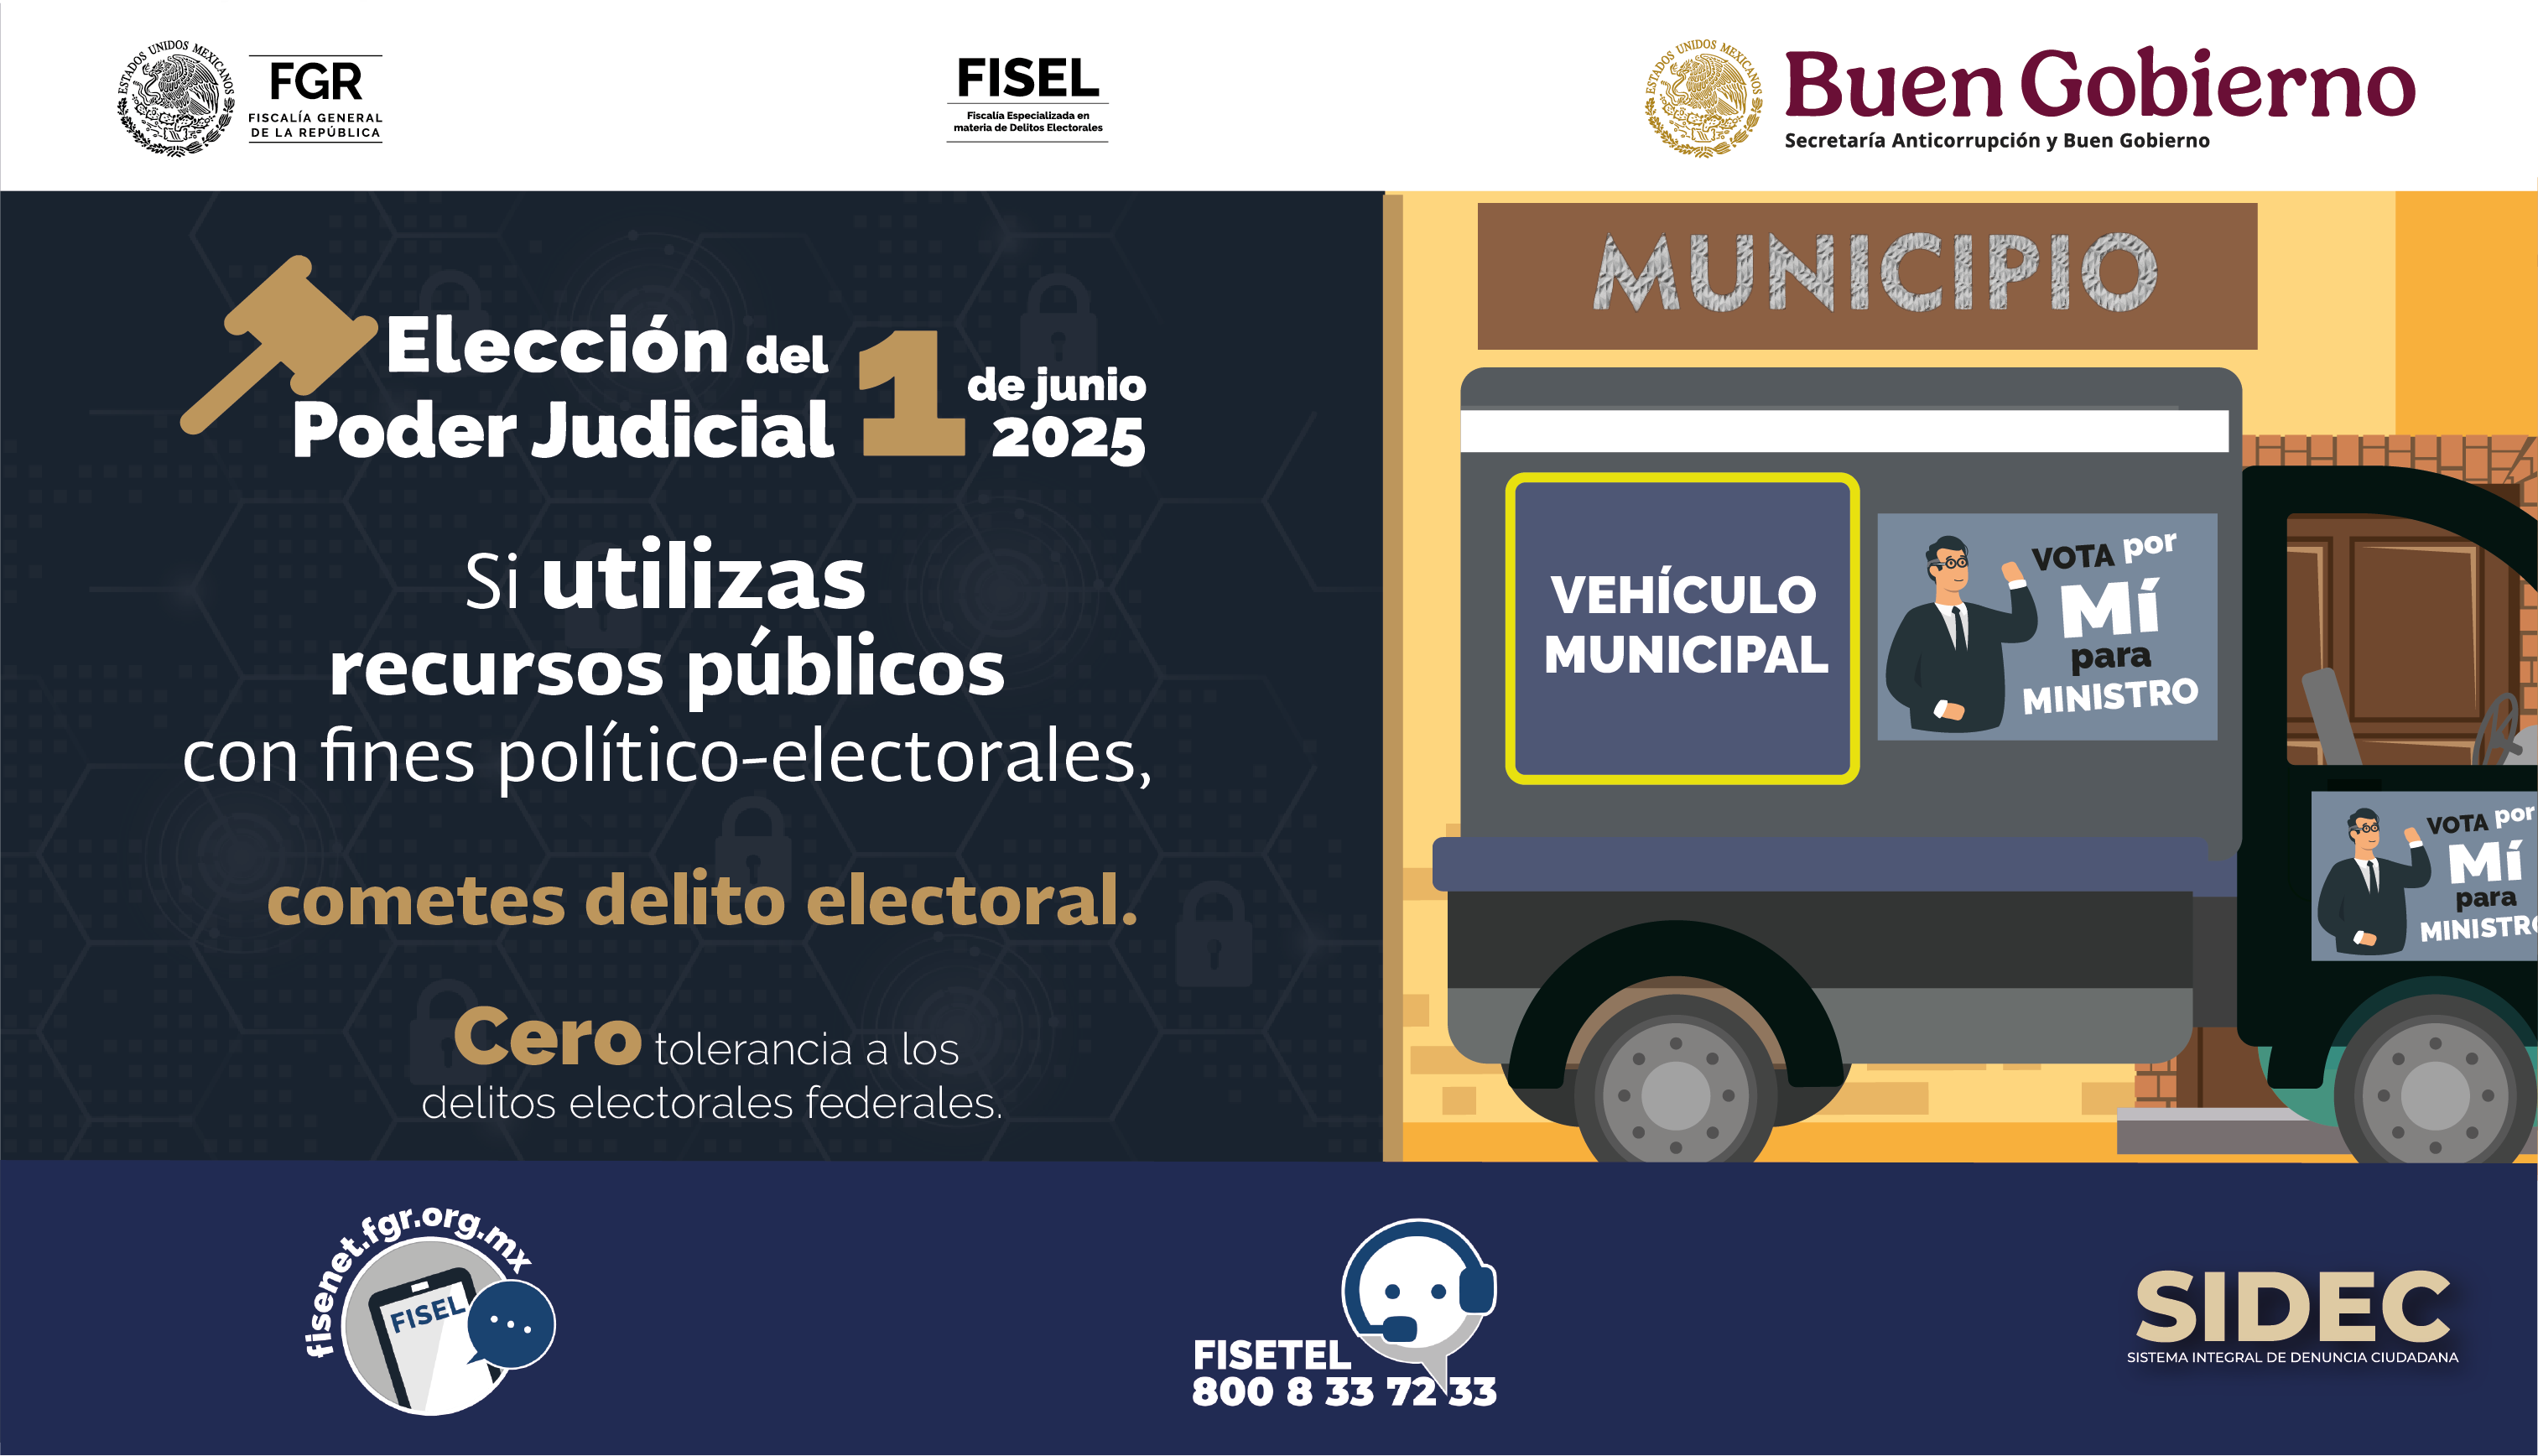 ESTADOS UNIDOS MEXICANOS
FGR
FISCALÍA GENERAL
DE LA REPÚBLICA
FISEL
Fiscalía Especializada en
materia de Delitos Electorales
ESTADOS UNIDOS MEXICANOS
Buen Gobierno
Secretaría Anticorrupción y Buen Gobierno
Elección del
Poder Judicial
1
de junio
2025
Si utilizas
recursos públicos
con fines político-electorales,
cometes delito electoral.
Cero tolerancia a los
delitos electorales federales.
MUNICIPIO
VEHÍCULO
MUNICIPAL
VOTA por
Mí
para
MINISTRO
VOTA por
Mí
para
MINISTRO
fisenet.fgr.org.mx
FISEL
FISETEL
800 8 33 72 33
SIDEC
SISTEMA INTEGRAL DE DENUNCIA CIUDADANA